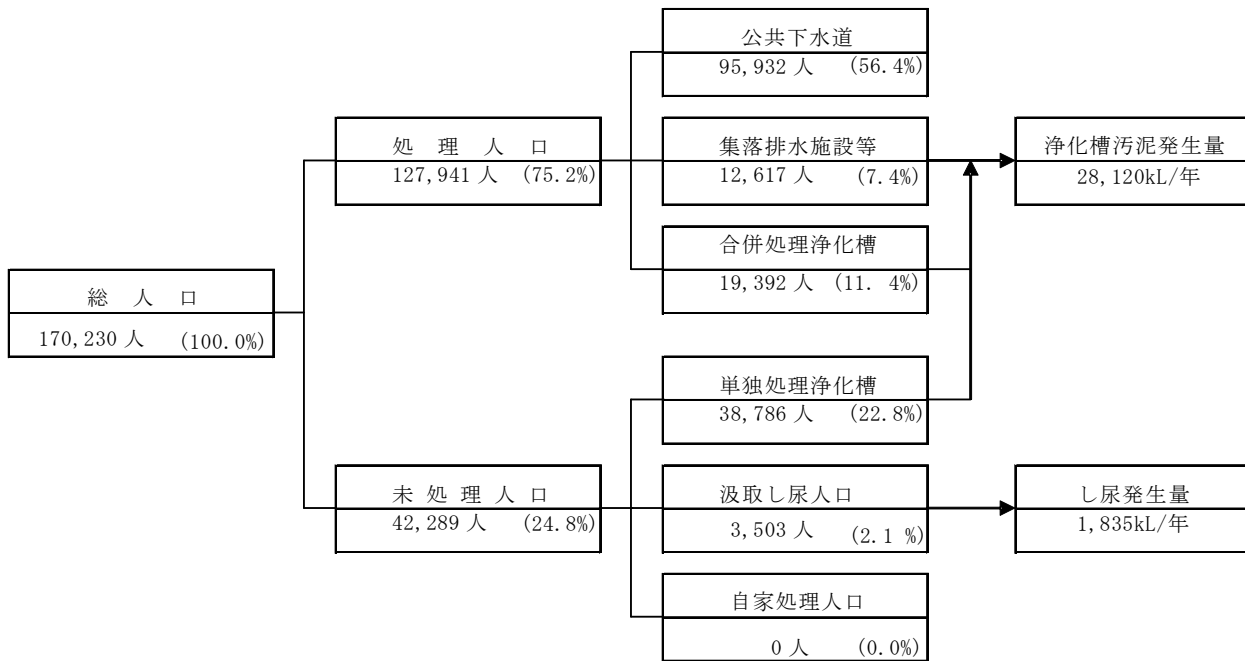 公共下水道
95,932 人 (56.4%)
処理人口
127,941 人 (75.2%)
集落排水施設等
12,617 人 (7.4%)
浄化槽汚泥発生量
28,120kL/年
合併処理浄化槽
19,392 人 (11. 4%)
総人口
170,230 人 (100.0%)
単独処理浄化槽
38,786 人 (22.8%)
未処理人口
42,289 人 (24.8%)
汲取し尿人口
3,503 人 (2.1 %)
し尿発生量
1,835kL/年
自家処理人口
0 人 (0.0%)